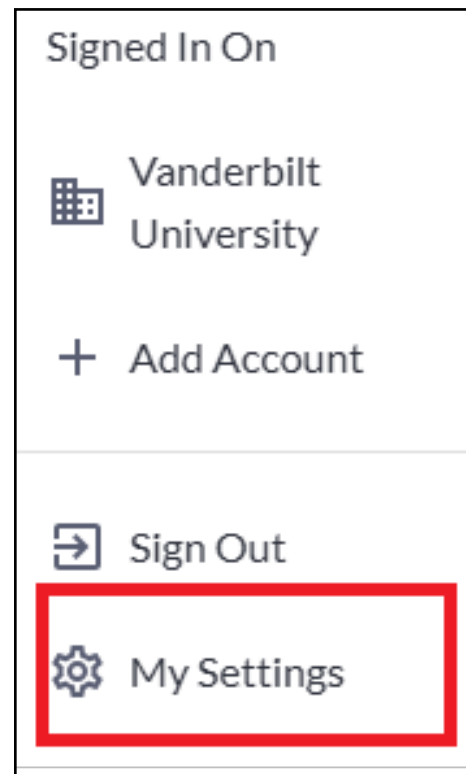 Signed In On
Vanderbilt
University
Add Account
Sign Out
My Settings